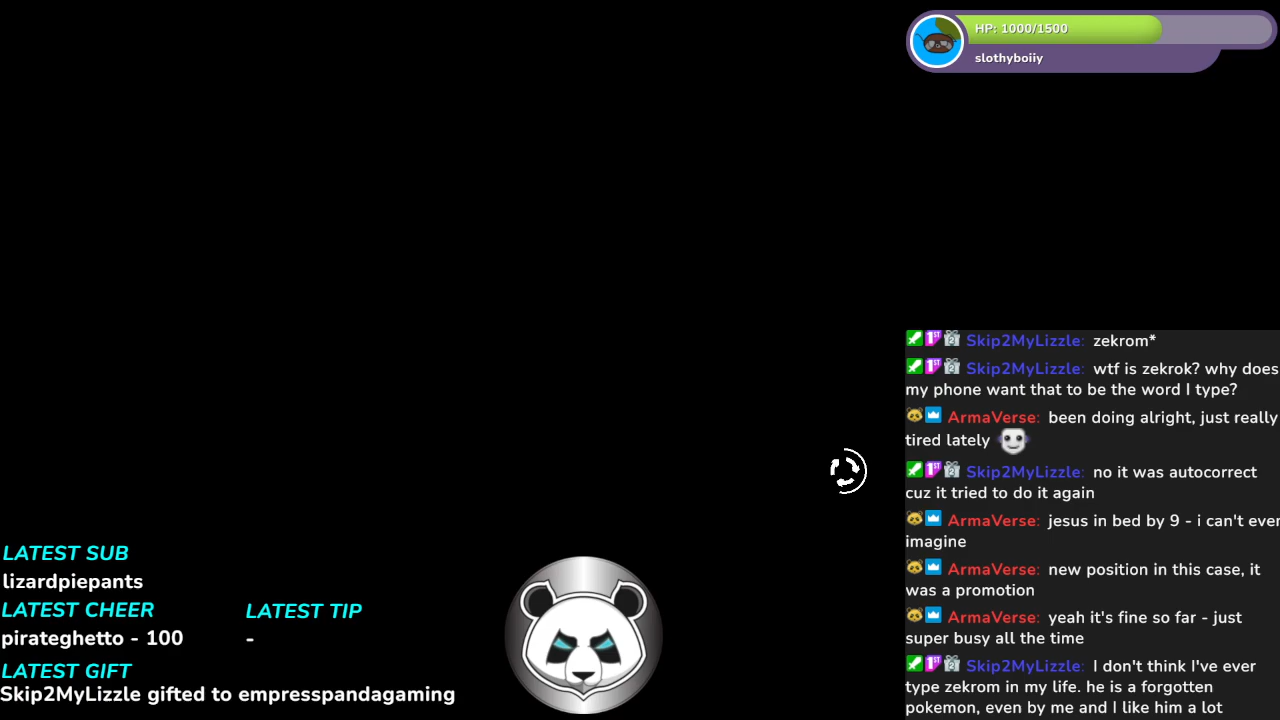 HP: 1000/1500
slothyboiiy
Skip2MyLizzle: zekrom*
Skip2MyLizzle: wtf is zekrok? why does
my phone want that to be the word I type?
ArmaVerse: been doing alright, just really
tired lately
Skip2MyLizzle: no it was autocorrect
cuz it tried to do it again
ArmaVerse: jesus in bed by 9 - i can't ever
imagine
ArmaVerse: new position in this case, it
was a promotion
ArmaVerse: yeah it's fine so far - just
super busy all the time
Skip2MyLizzle: I don't think I've ever
type zekrom in my life. he is a forgotten
pokemon, even by me and I like him a lot
LATEST SUB
lizardpiepants
LATEST CHEER
pirateghetto - 100
LATEST TIP
-
LATEST GIFT
Skip2MyLizzle gifted to empresspandagaming